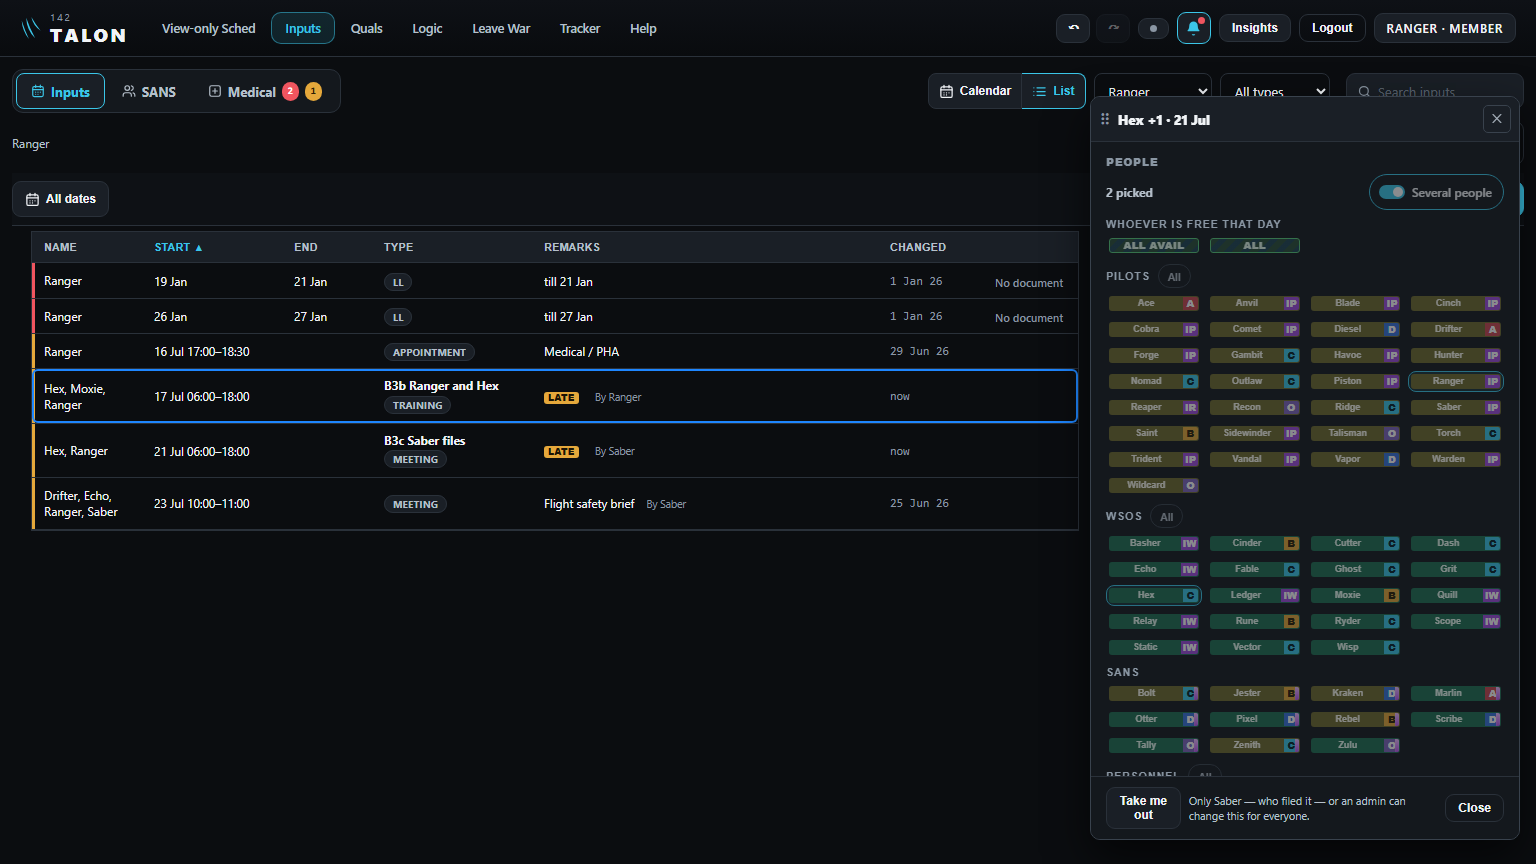 142
TALON
View-only Sched
Inputs
Quals
Logic
Leave War
Tracker
Help
Insights
Logout
RANGER · MEMBER
Inputs
SANS
Medical 2 1
Calendar
List
Ranger
All types
Search inputs
Ranger
All dates
NAME START ▲ END TYPE REMARKS CHANGED
Ranger 19 Jan 21 Jan LL till 21 Jan 1 Jan 26 No document
Ranger 26 Jan 27 Jan LL till 27 Jan 1 Jan 26 No document
Ranger 16 Jul 17:00–18:30 APPOINTMENT Medical / PHA 29 Jun 26
Hex, Moxie,
Ranger
17 Jul 06:00–18:00
B3b Ranger and Hex
TRAINING
LATE By Ranger
now
Hex, Ranger
21 Jul 06:00–18:00
B3c Saber files
MEETING
LATE By Saber
now
Drifter, Echo,
Ranger, Saber
23 Jul 10:00–11:00
MEETING
Flight safety brief By Saber
25 Jun 26
Hex +1 · 21 Jul
PEOPLE
2 picked
Several people
WHOEVER IS FREE THAT DAY
ALL AVAIL ALL
PILOTS All
Ace A Anvil IP Blade IP Cinch IP
Cobra IP Comet IP Diesel D Drifter A
Forge IP Gambit C Havoc IP Hunter IP
Nomad C Outlaw C Piston IP Ranger IP
Reaper IR Recon O Ridge C Saber IP
Saint B Sidewinder IP Talisman O Torch C
Trident IP Vandal IP Vapor D Warden IP
Wildcard O
WSOS All
Basher IW Cinder B Cutter C Dash C
Echo IW Fable C Ghost C Grit C
Hex C Ledger IW Moxie B Quill IW
Relay IW Rune B Ryder C Scope IW
Static IW Vector C Wisp C
SANS
Bolt C Jester B Kraken D Marlin A
Otter D Pixel D Rebel B Scribe D
Tally O Zenith C Zulu O
PERSONNEL All
Take me
out
Only Saber — who filed it — or an admin can
change this for everyone.
Close